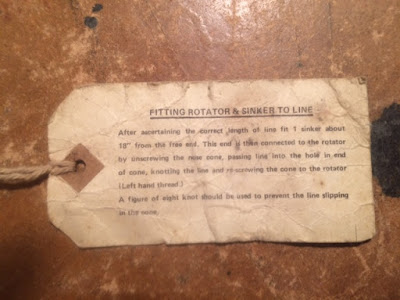 FITTING ROTATOR & SINKER TO LINE
After ascertaining the correct length of line fit 1 sinker about
18" from the free end. This end is then connected to the rotator
by unscrewing the nose cone, passing line into the hole in end
of cone, knotting the line and re-screwing the cone to the rotator
(Left hand thread.)
A figure of eight knot should be used to prevent the line slipping
in the cone.